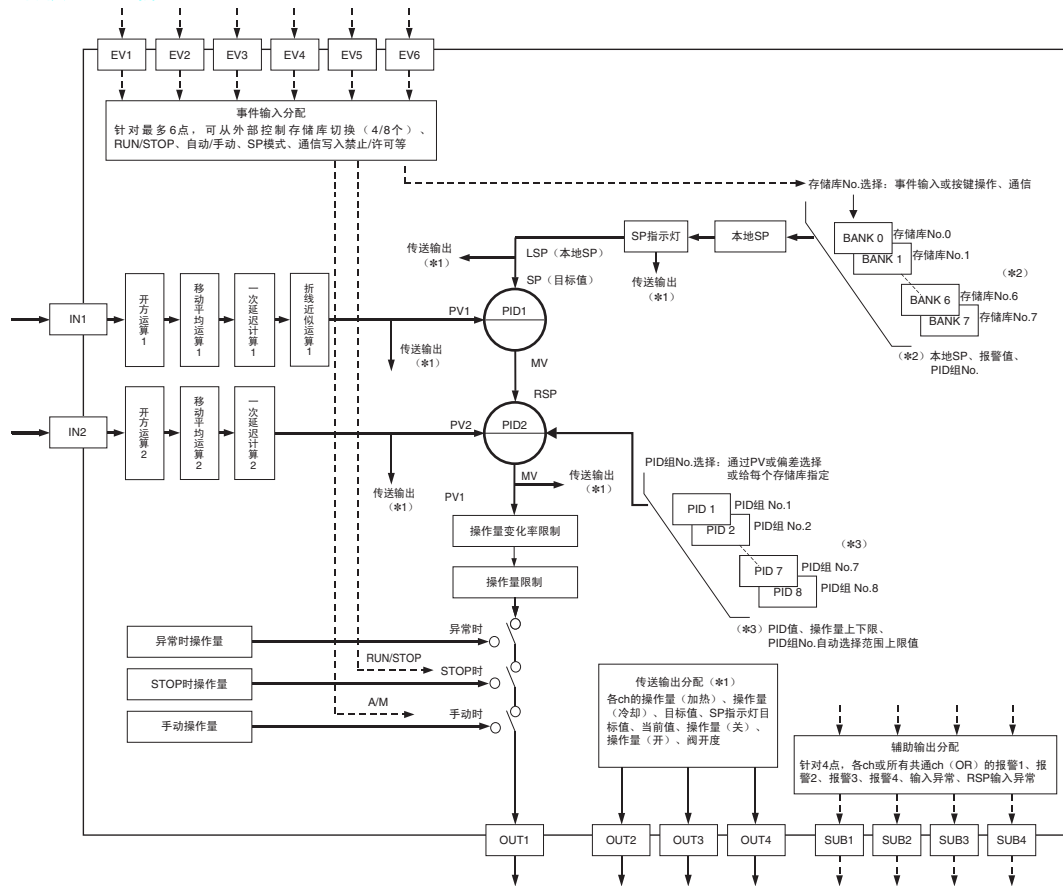 EV1
EV2
EV3
EV4
EV5
EV6
事件输入分配
针对最多6点，可从外部控制存储库切换（4/8个）、
RUN/STOP、自动/手动、SP模式、通信写入禁止/许可等
存储库No.选择：事件输入或按键操作、通信
BANK 0
存储库No.0
BANK 1
存储库No.1
（✽2）
BANK 6
存储库No.6
BANK 7
存储库No.7
（✽2）本地SP、报警值、
PID组No.
本地SP
SP指示灯
传送输出
（✽1）
LSP（本地SP）
传送输出
（✽1）
SP（目标值）
IN1
开方运算1
移动平均运算1
一次延迟计算1
折线近似运算1
传送输出
（✽1）
PV1
PID1
MV
RSP
IN2
开方运算2
移动平均运算2
一次延迟计算2
传送输出
（✽1）
PV2
PID2
MV
传送输出
（✽1）
PV1
PID组No.选择：通过PV或偏差选择
或给每个存储库指定
PID 1
PID组 No.1
PID 2
PID组 No.2
（✽3）
PID 7
PID组 No.7
PID 8
PID组 No.8
（✽3）PID值、操作量上下限、
PID组No.自动选择范围上限值
操作量变化率限制
操作量限制
异常时操作量
异常时
RUN/STOP
STOP时操作量
STOP时
A/M
手动操作量
手动时
传送输出分配（✽1）
各ch的操作量（加热）、操作量
（冷却）、目标值、SP指示灯目
标值、当前值、操作量（关）、
操作量（开）、阀开度
辅助输出分配
针对4点，各ch或所有共通ch（OR）的报警1、报
警2、报警3、报警4、输入异常、RSP输入异常
OUT1
OUT2
OUT3
OUT4
SUB1
SUB2
SUB3
SUB4